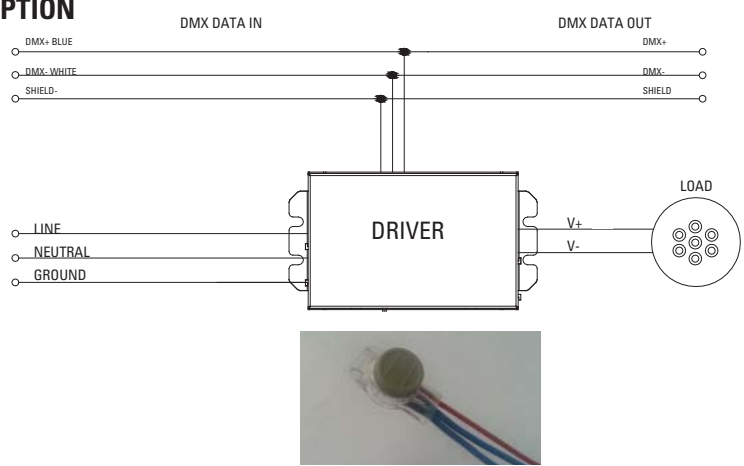 PTION
DMX DATA IN
DMX DATA OUT
DMX+ BLUE
DMX+
DMX- WHITE
DMX-
SHIELD-
SHIELD
LOAD
LINE
DRIVER
V+
NEUTRAL
V-
GROUND